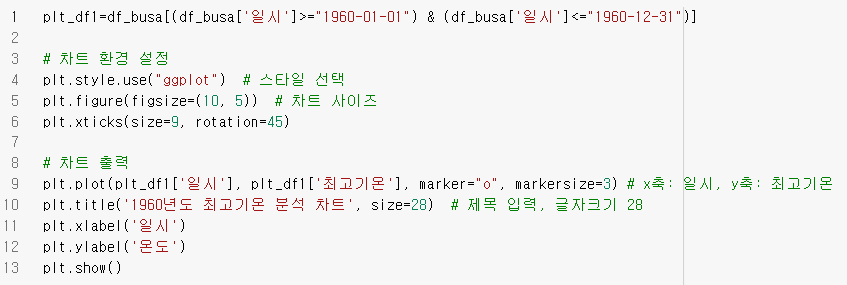 1 plt_df1=df_busa[(df_busa['일시']>="1960-01-01") & (df_busa['일시']<="1960-12-31")]
2
3 # 차트 환경 설정
4 plt.style.use("ggplot")  # 스타일 선택
5 plt.figure(figsize=(10, 5))  # 차트 사이즈
6 plt.xticks(size=9, rotation=45)
7
8 # 차트 출력
9 plt.plot(plt_df1['일시'], plt_df1['최고기온'], marker="o", markersize=3) # x축: 일시, y축: 최고기온
10 plt.title('1960년도 최고기온 분석 차트', size=28)  # 제목 입력, 글자크기 28
11 plt.xlabel('일시')
12 plt.ylabel('온도')
13 plt.show()